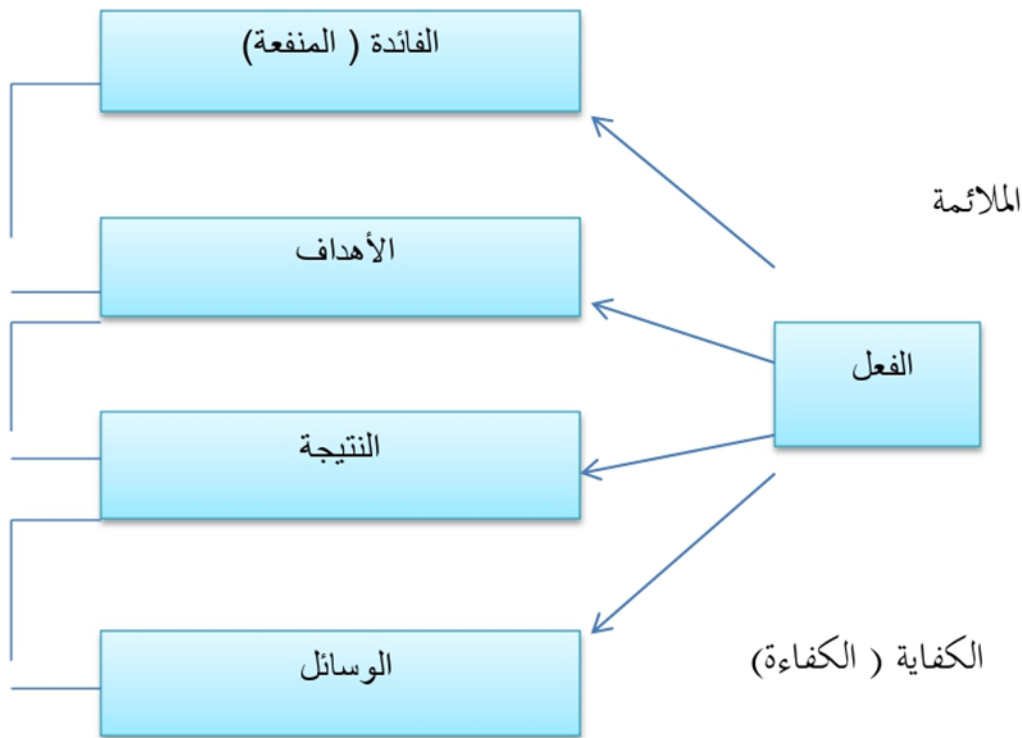 الفائدة ( المنفعة)
الملائمة
الأهداف
الفعل
النتيجة
الوسائل
الكفاية ( الكفاءة)